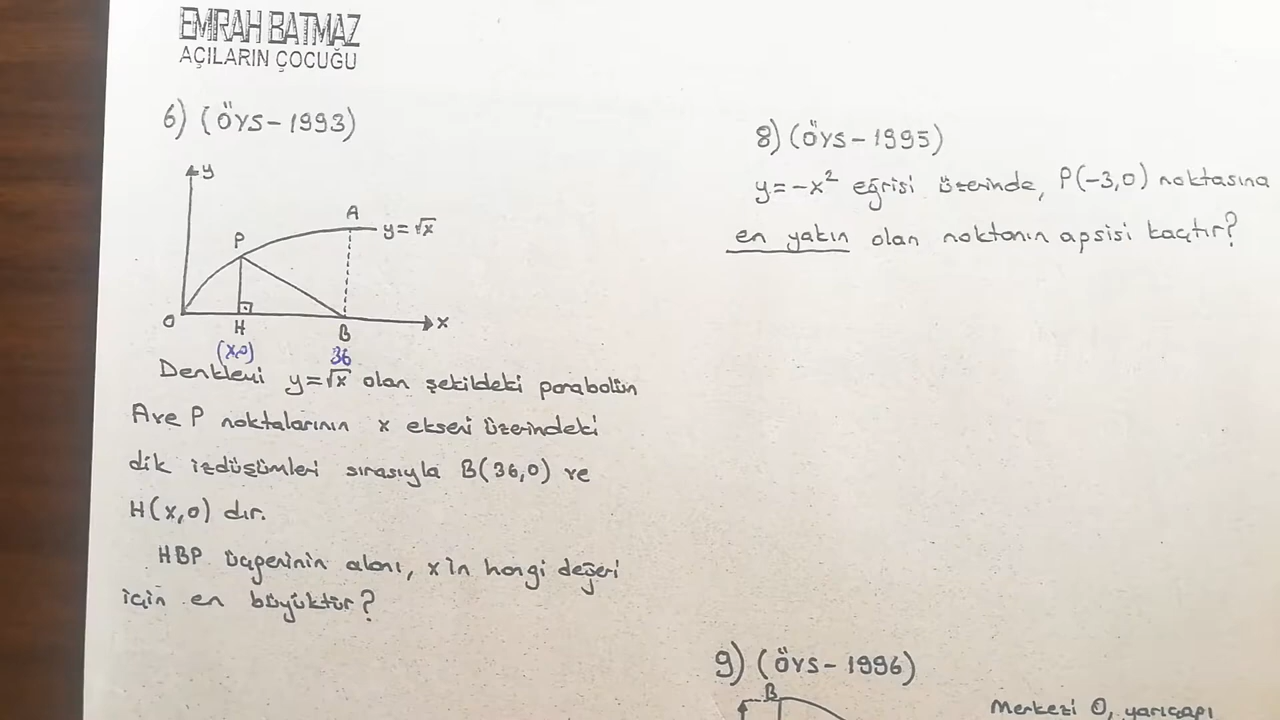 EMRAH BATMAZ
AÇILARIN ÇOCUĞU
6) (ÖYS-1993)
y
A
y=√x
P
O
H
B
x
(x,0)
36
Denklemi y=√x olan şekildeki parabolün
A ve P noktalarının x ekseni üzerindeki
dik izdüşümleri sırasıyla B(36,0) ve
H(x,0) dır.
HBP üçgeninin alanı, x'in hangi değeri
için en büyüktür?
8) (ÖYS-1995)
y=-x² eğrisi üzerinde, P(-3,0) noktasına
en yakın olan noktanın apsisi kaçtır?
9) (ÖYS-1996)
B
Merkezi O, yarıçapı